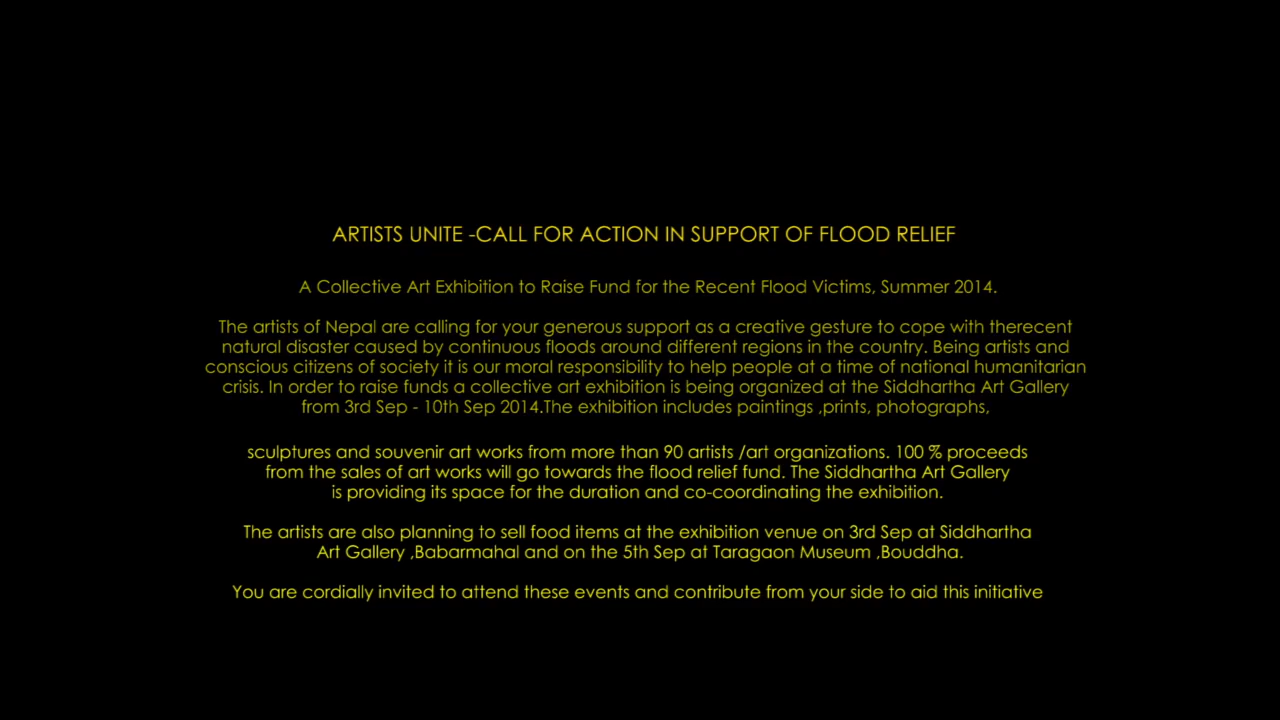 ARTISTS UNITE -CALL FOR ACTION IN SUPPORT OF FLOOD RELIEF
A Collective Art Exhibition to Raise Fund for the Recent Flood Victims, Summer 2014.
The artists of Nepal are calling for your generous support as a creative gesture to cope with therecent
natural disaster caused by continuous floods around different regions in the country. Being artists and
conscious citizens of society it is our moral responsibility to help people at a time of national humanitarian
crisis. In order to raise funds a collective art exhibition is being organized at the Siddhartha Art Gallery
from 3rd Sep - 10th Sep 2014.The exhibition includes paintings ,prints, photographs,
sculptures and souvenir art works from more than 90 artists /art organizations. 100 % proceeds
from the sales of art works will go towards the flood relief fund. The Siddhartha Art Gallery
is providing its space for the duration and co-coordinating the exhibition.
The artists are also planning to sell food items at the exhibition venue on 3rd Sep at Siddhartha
Art Gallery ,Babarmahal and on the 5th Sep at Taragaon Museum ,Bouddha.
You are cordially invited to attend these events and contribute from your side to aid this initiative